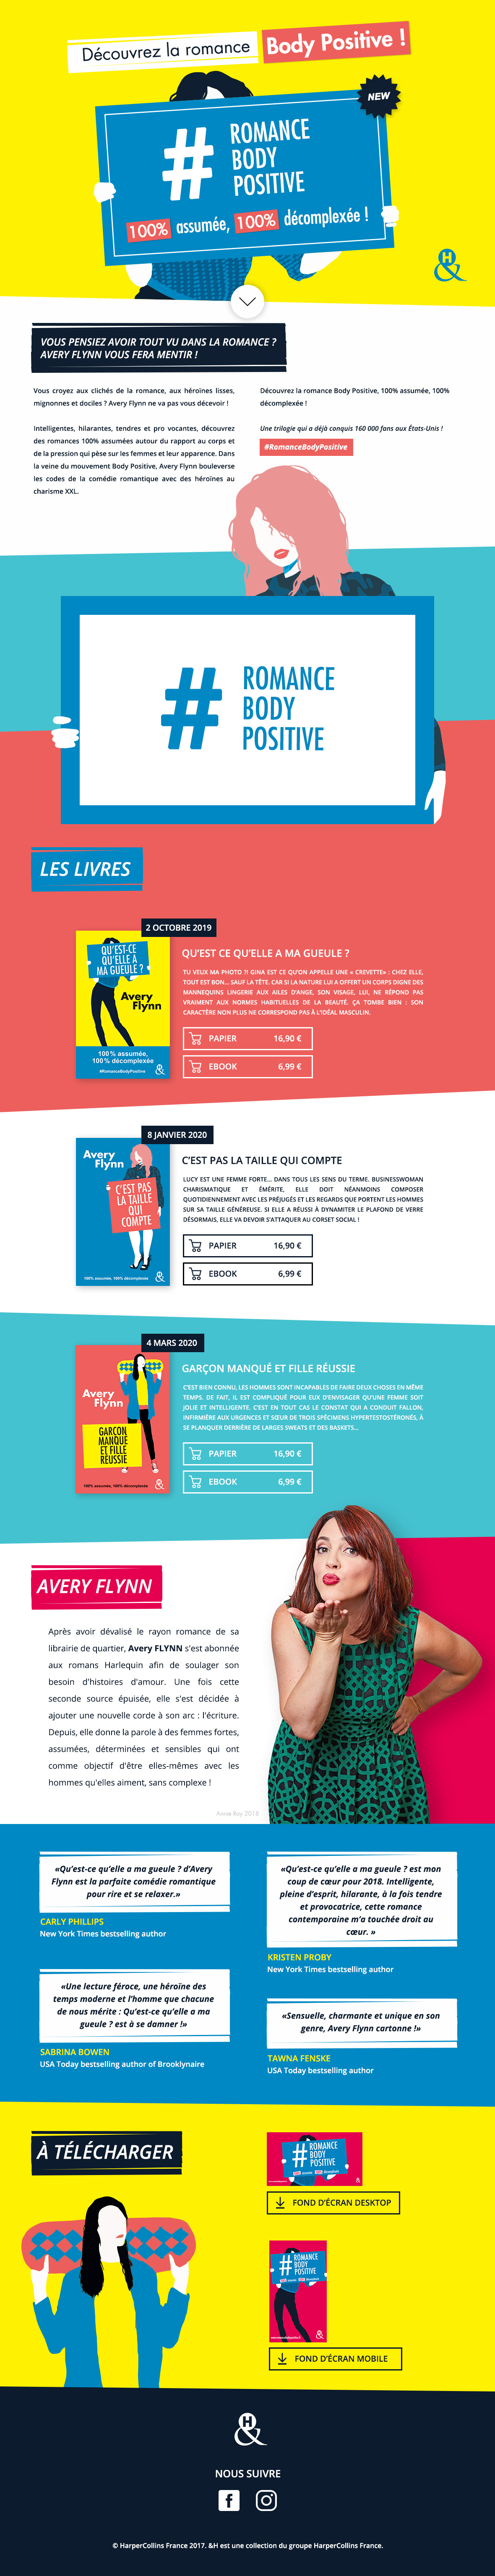 Découvrez la romance Body Positive !
NEW
# ROMANCE
BODY
POSITIVE
100% assumée, 100% décomplexée !
&H
VOUS PENSIEZ AVOIR TOUT VU DANS LA ROMANCE ?
AVERY FLYNN VOUS FERA MENTIR !
Vous croyez aux clichés de la romance, aux héroïnes lisses,
mignonnes et dociles ? Avery Flynn ne va pas vous décevoir !
Intelligentes, hilarantes, tendres et pro vocantes, découvrez
des romances 100% assumées autour du rapport au corps et
de la pression qui pèse sur les femmes et leur apparence. Dans
la veine du mouvement Body Positive, Avery Flynn bouleverse
les codes de la comédie romantique avec des héroïnes au
charisme XXL.
Découvrez la romance Body Positive, 100% assumée, 100%
décomplexée !
Une trilogie qui a déjà conquis 160 000 fans aux États-Unis !
#RomanceBodyPositive
# ROMANCE
BODY
POSITIVE
LES LIVRES
2 OCTOBRE 2019
QU'EST-CE
QU'ELLE A
MA GUEULE ?
Avery
Flynn
100% assumée,
100% décomplexée
#RomanceBodyPositive
&H
QU'EST CE QU'ELLE A MA GUEULE ?
TU VEUX MA PHOTO ?! GINA EST CE QU'ON APPELLE UNE « CREVETTE» : CHEZ ELLE,
TOUT EST BON... SAUF LA TÊTE. CAR SI LA NATURE LUI A OFFERT UN CORPS DIGNE DES
MANNEQUINS LINGERIE AUX AILES D'ANGE, SON VISAGE, LUI, NE RÉPOND PAS
VRAIMENT AUX NORMES HABITUELLES DE LA BEAUTÉ. ÇA TOMBE BIEN : SON
CARACTÈRE NON PLUS NE CORRESPOND PAS À L'IDÉAL MASCULIN.
PAPIER 16,90 €
EBOOK 6,99 €
8 JANVIER 2020
Avery
Flynn
C'EST PAS
LA TAILLE
QUI
COMPTE
100% assumée, 100% décomplexée
&H
C'EST PAS LA TAILLE QUI COMPTE
LUCY EST UNE FEMME FORTE... DANS TOUS LES SENS DU TERME. BUSINESSWOMAN
CHARISMATIQUE ET ÉMÉRITE, ELLE DOIT NÉANMOINS COMPOSER
QUOTIDIENNEMENT AVEC LES PRÉJUGÉS ET LES REGARDS QUE PORTENT LES HOMMES
SUR SA TAILLE GÉNÉREUSE. SI ELLE A RÉUSSI À DYNAMITER LE PLAFOND DE VERRE
DÉSORMAIS, ELLE VA DEVOIR S'ATTAQUER AU CORSET SOCIAL !
PAPIER 16,90 €
EBOOK 6,99 €
4 MARS 2020
Avery
Flynn
GARÇON
MANQUÉ
ET FILLE
RÉUSSIE
100% assumée, 100% décomplexée
&H
GARÇON MANQUÉ ET FILLE RÉUSSIE
C'EST BIEN CONNU, LES HOMMES SONT INCAPABLES DE FAIRE DEUX CHOSES EN MÊME
TEMPS. DE FAIT, IL EST COMPLIQUÉ POUR EUX D'ENVISAGER QU'UNE FEMME SOIT
JOLIE ET INTELLIGENTE. C'EST EN TOUT CAS LE CONSTAT QUI A CONDUIT FALLON,
INFIRMIÈRE AUX URGENCES ET SŒUR DE TROIS SPÉCIMENS HYPERTESTOSTÉRONÉS, À
SE PLANQUER DERRIÈRE DE LARGES SWEATS ET DES BASKETS...
PAPIER 16,90 €
EBOOK 6,99 €
AVERY FLYNN
Après avoir dévalisé le rayon romance de sa
librairie de quartier, Avery FLYNN s'est abonnée
aux romans Harlequin afin de soulager son
besoin d'histoires d'amour. Une fois cette
seconde source épuisée, elle s'est décidée à
ajouter une nouvelle corde à son arc : l'écriture.
Depuis, elle donne la parole à des femmes fortes,
assumées, déterminées et sensibles qui ont
comme objectif d'être elles-mêmes avec les
hommes qu'elles aiment, sans complexe !
Annie Ray 2018
«Qu'est-ce qu'elle a ma gueule ? d'Avery
Flynn est la parfaite comédie romantique
pour rire et se relaxer.»
CARLY PHILLIPS
New York Times bestselling author
«Qu'est-ce qu'elle a ma gueule ? est mon
coup de cœur pour 2018. Intelligente,
pleine d'esprit, hilarante, à la fois tendre
et provocatrice, cette romance
contemporaine m'a touchée droit au
cœur. »
KRISTEN PROBY
New York Times bestselling author
«Une lecture féroce, une héroïne des
temps moderne et l'homme que chacune
de nous mérite : Qu'est-ce qu'elle a ma
gueule ? est à se damner !»
SABRINA BOWEN
USA Today bestselling author of Brooklynaire
«Sensuelle, charmante et unique en son
genre, Avery Flynn cartonne !»
TAWNA FENSKE
USA Today bestselling author
À TÉLÉCHARGER
# ROMANCE
BODY
POSITIVE
FOND D'ÉCRAN DESKTOP
# ROMANCE
BODY
POSITIVE
FOND D'ÉCRAN MOBILE
&H
NOUS SUIVRE
© HarperCollins France 2017. &H est une collection du groupe HarperCollins France.